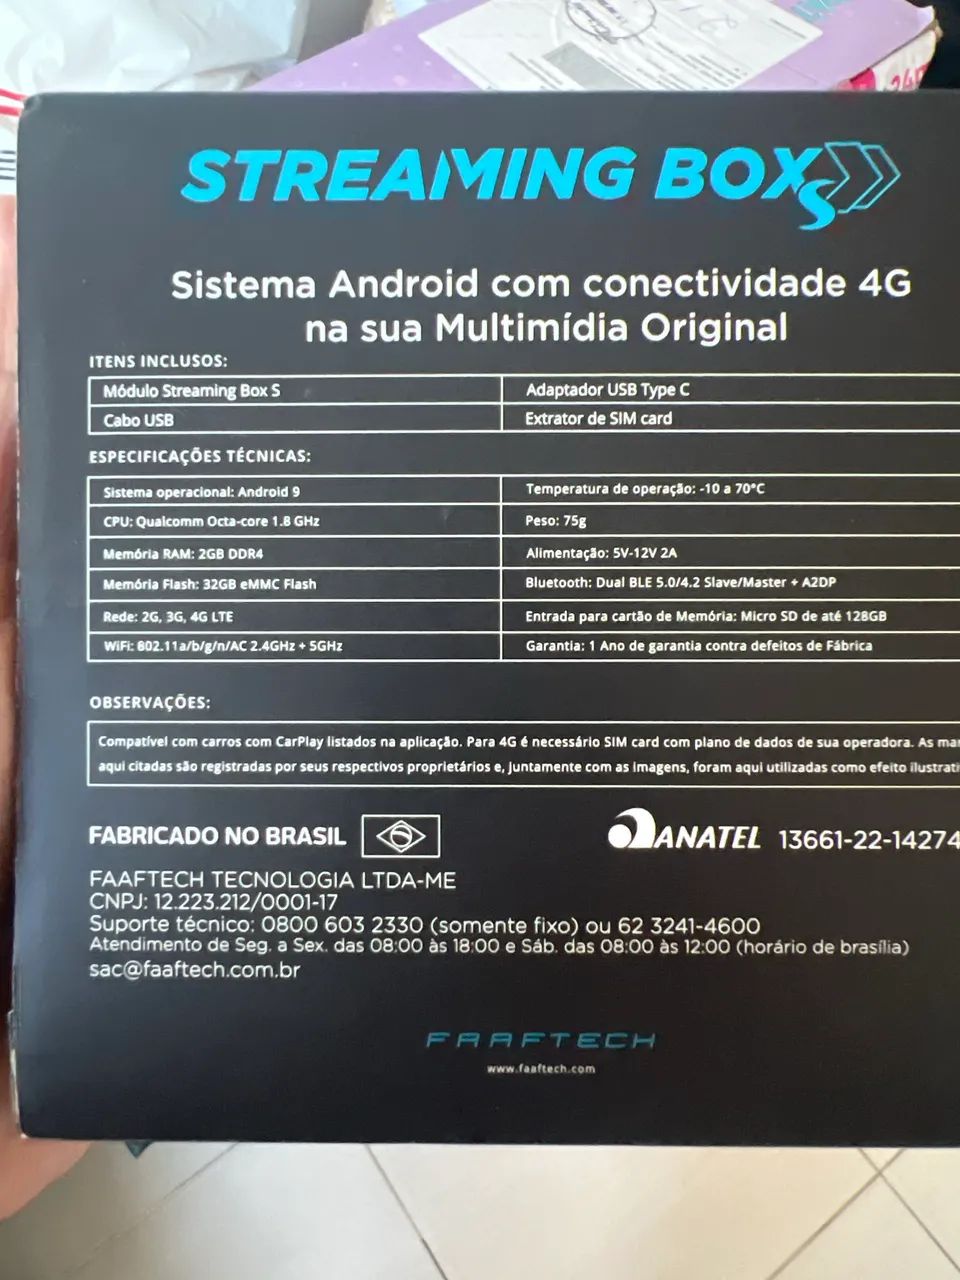 STREAMING BOX S
Sistema Android com conectividade 4G
na sua Multimídia Original
ITENS INCLUSOS:
Módulo Streaming Box S
Adaptador USB Type C
Cabo USB
Extrator de SIM card
ESPECIFICAÇÕES TÉCNICAS:
Sistema operacional: Android 9
Temperatura de operação: -10 a 70°C
CPU: Qualcomm Octa-core 1.8 GHz
Peso: 75g
Memória RAM: 2GB DDR4
Alimentação: 5V-12V 2A
Memória Flash: 32GB eMMC Flash
Bluetooth: Dual BLE 5.0/4.2 Slave/Master + A2DP
Rede: 2G, 3G, 4G LTE
Entrada para cartão de Memória: Micro SD de até 128GB
WiFi: 802.11a/b/g/n/AC 2.4GHz + 5GHz
Garantia: 1 Ano de garantia contra defeitos de Fábrica
OBSERVAÇÕES:
Compatível com carros com CarPlay listados na aplicação. Para 4G é necessário SIM card com plano de dados de sua operadora. As
aqui citadas são registradas por seus respectivos proprietários e, juntamente com as imagens, foram aqui utilizadas como efeito
FABRICADO NO BRASIL
ANATEL 13661-22-14274
FAAFTECH TECNOLOGIA LTDA-ME
CNPJ: 12.223.212/0001-17
Suporte técnico: 0800 603 2330 (somente fixo) ou 62 3241-4600
Atendimento de Seg. a Sex. das 08:00 às 18:00 e Sáb. das 08:00 às 12:00 (horário de brasília)
sac@faaftech.com.br
FAAFTECH
www.faaftech.com